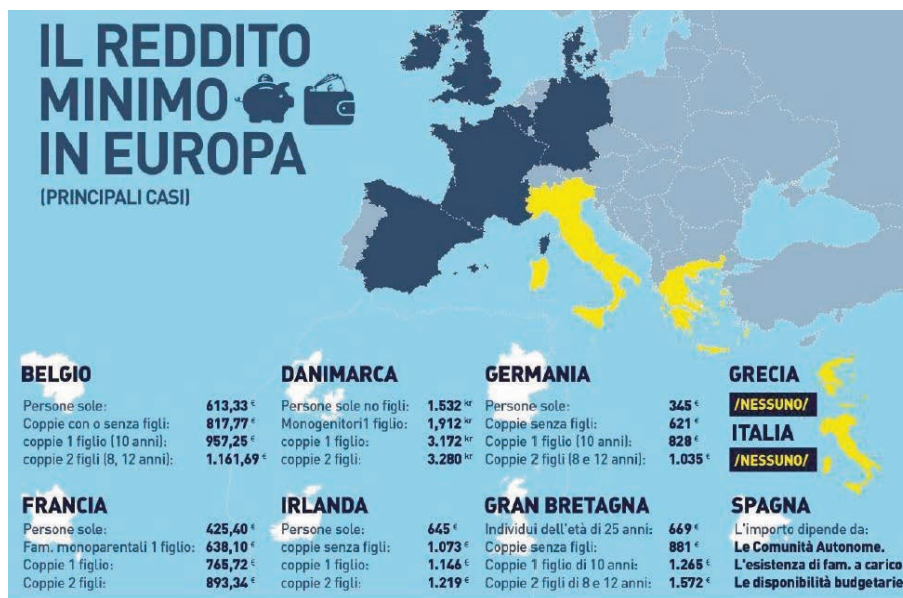 IL REDDITO
MINIMO
IN EUROPA
(PRINCIPALI CASI)
BELGIO
Persone sole: 613,33 €
Coppie con o senza figli: 817,77 €
coppie 1 figlio (10 anni): 957,25 €
coppie 2 figli (8, 12 anni): 1.161,69 €
DANIMARCA
Persone sole no figli: 1.532 kr
Monogenitori1 figlio: 1,912 kr
coppie 1 figlio: 3.172 kr
coppie 2 figli: 3.280 kr
GERMANIA
Persone sole: 345 €
Coppie senza figli: 621 €
Coppie 1 figlio (10 anni): 828 €
Coppie 2 figli (8 e 12 anni): 1.035 €
GRECIA
/NESSUNO/
ITALIA
/NESSUNO/
FRANCIA
Persone sole: 425,40 €
Fam. monoparentali 1 figlio: 638,10 €
Coppie 1 figlio: 765,72 €
Coppie 2 figli: 893,34 €
IRLANDA
Persone sole: 645 €
coppie senza figli: 1.073 €
coppie 1 figlio: 1.146 €
coppie 2 figli: 1.219 €
GRAN BRETAGNA
Individui dell'età di 25 anni: 669 €
Coppie senza figli: 881 €
Coppie 1 figlio di 10 anni: 1.265 €
Coppie 2 figli di 8 e 12 anni: 1.572 €
SPAGNA
L'importo dipende da:
Le Comunità Autonome.
L'esistenza di fam. a carico
Le disponibilità budgetarie